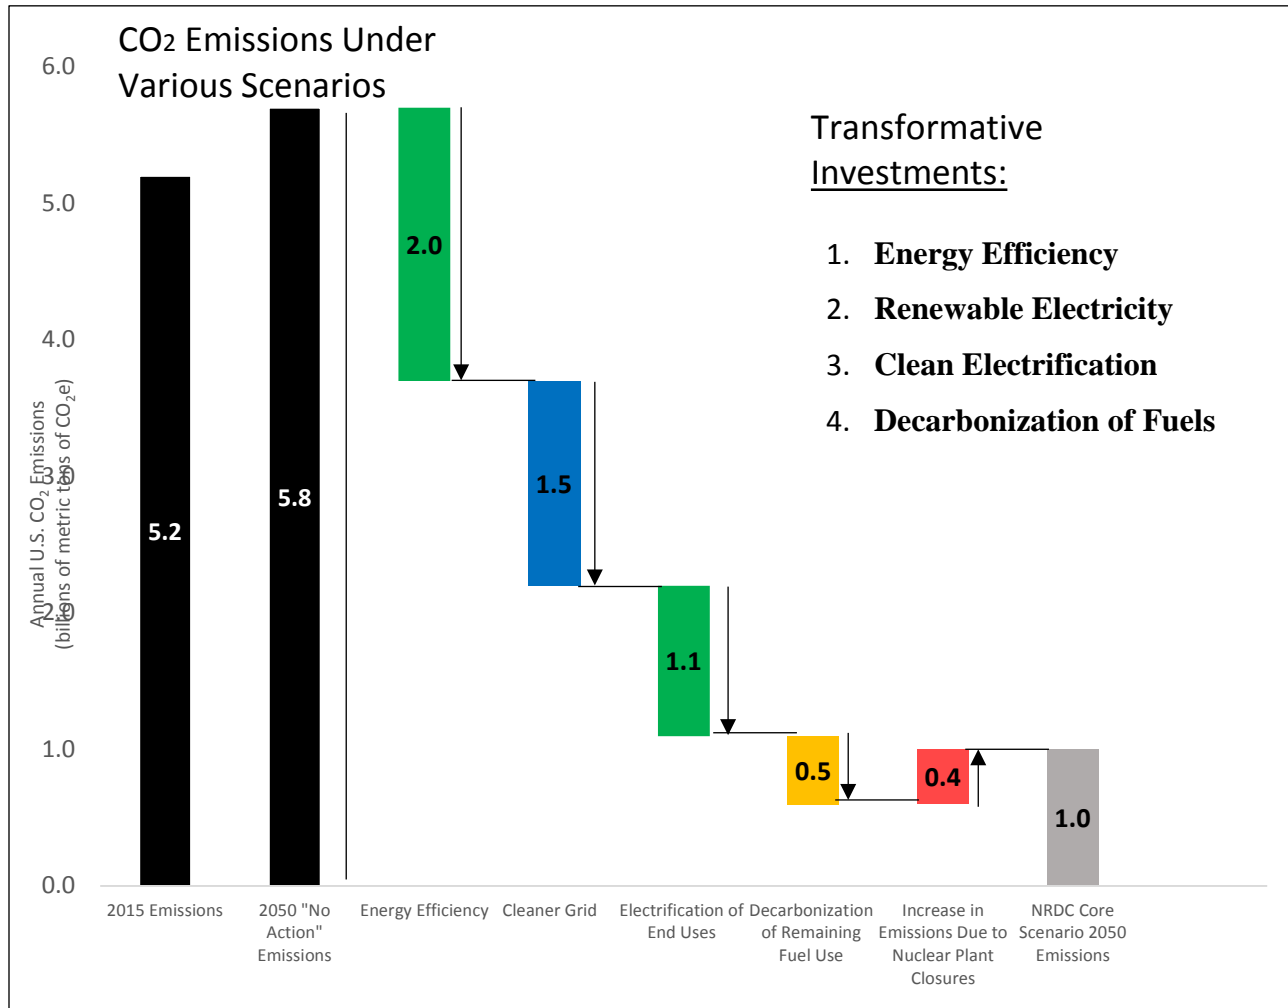 CO2 Emissions Under
Various Scenarios
6.0
5.0
4.0
3.0
2.0
1.0
0.0
Annual U.S. CO2 Emissions
(billions of metric tons of CO2e)
5.2
5.8
2.0
1.5
1.1
0.5
0.4
1.0
Transformative
Investments:
1. Energy Efficiency
2. Renewable Electricity
3. Clean Electrification
4. Decarbonization of Fuels
2015 Emissions
2050 "No
Action"
Emissions
Energy Efficiency
Cleaner Grid
Electrification of
End Uses
Decarbonization
of Remaining
Fuel Use
Increase in
Emissions Due to
Nuclear Plant
Closures
NRDC Core
Scenario 2050
Emissions